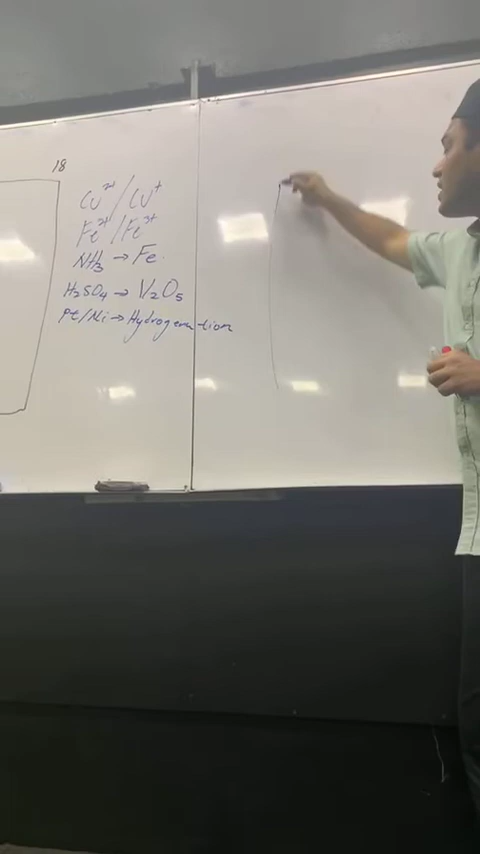 18
Cu²⁺/Cu⁺
Fe²⁺/Fe³⁺
NH₃ → Fe
H₂SO₄ → V₂O₅
Pt/Ni → Hydrogenation